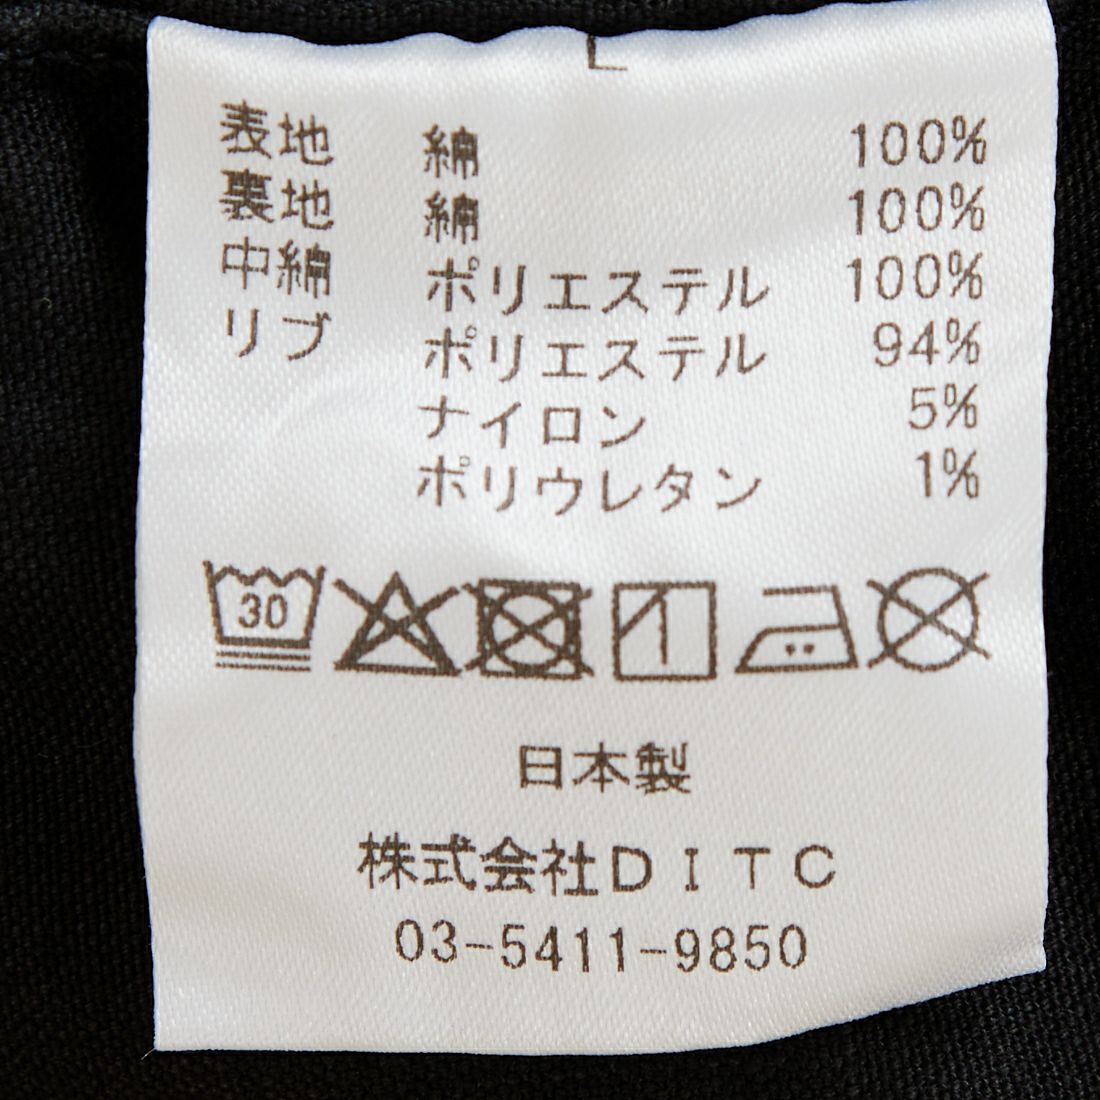 L
表地 綿 100%
裏地 綿 100%
中綿 ポリエステル 100%
リブ ポリエステル 94%
ナイロン 5%
ポリウレタン 1%
30
日本製
株式会社DITC
03-5411-9850